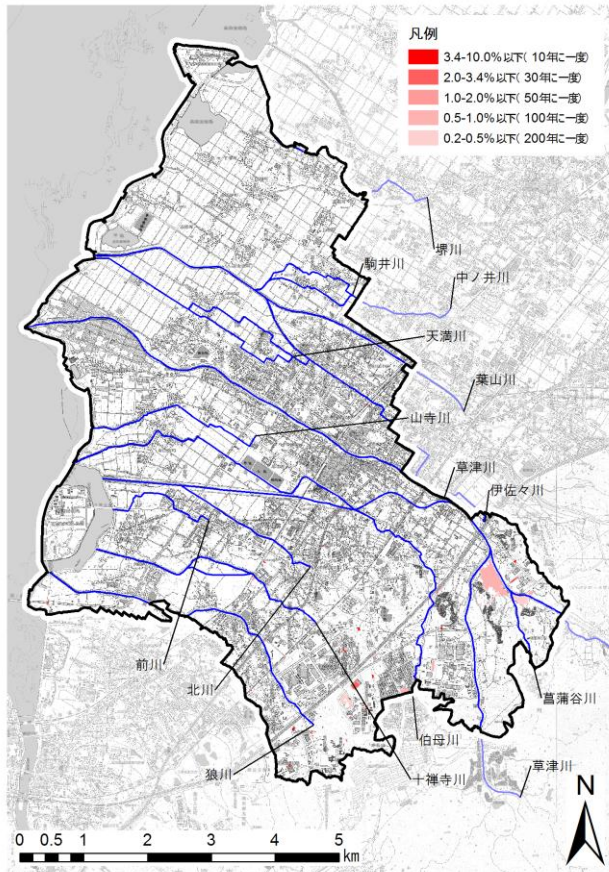 凡例
3.4-10.0%以下( 10年に一度)
2.0-3.4%以下( 30年に一度)
1.0-2.0%以下( 50年に一度)
0.5-1.0%以下( 100年に一度)
0.2-0.5%以下( 200年に一度)
堺川
駒井川
中ノ井川
天満川
葉山川
山寺川
草津川
伊佐々川
前川
北川
菖蒲谷川
伯母川
狼川
十禅寺川
草津川
N
0 0.5 1 2 3 4 5
km